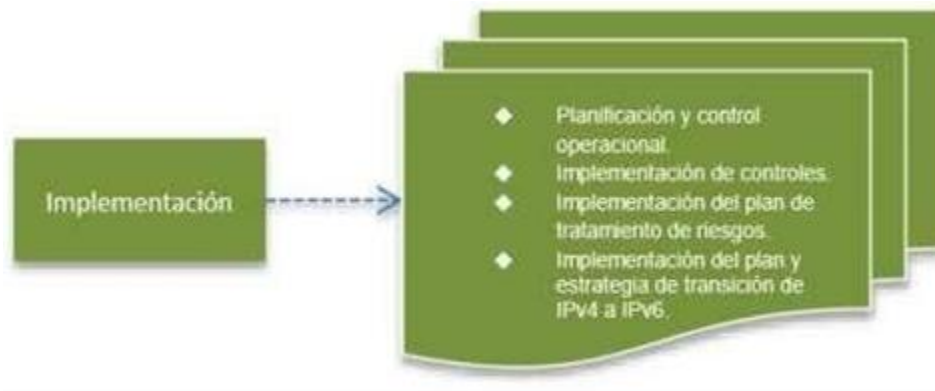 Implementación
◆ Planificación y control
operacional.
◆ Implementación de controles.
◆ Implementación del plan de
tratamiento de riesgos.
◆ Implementación del plan y
estrategia de transición de
IPv4 a IPv6.